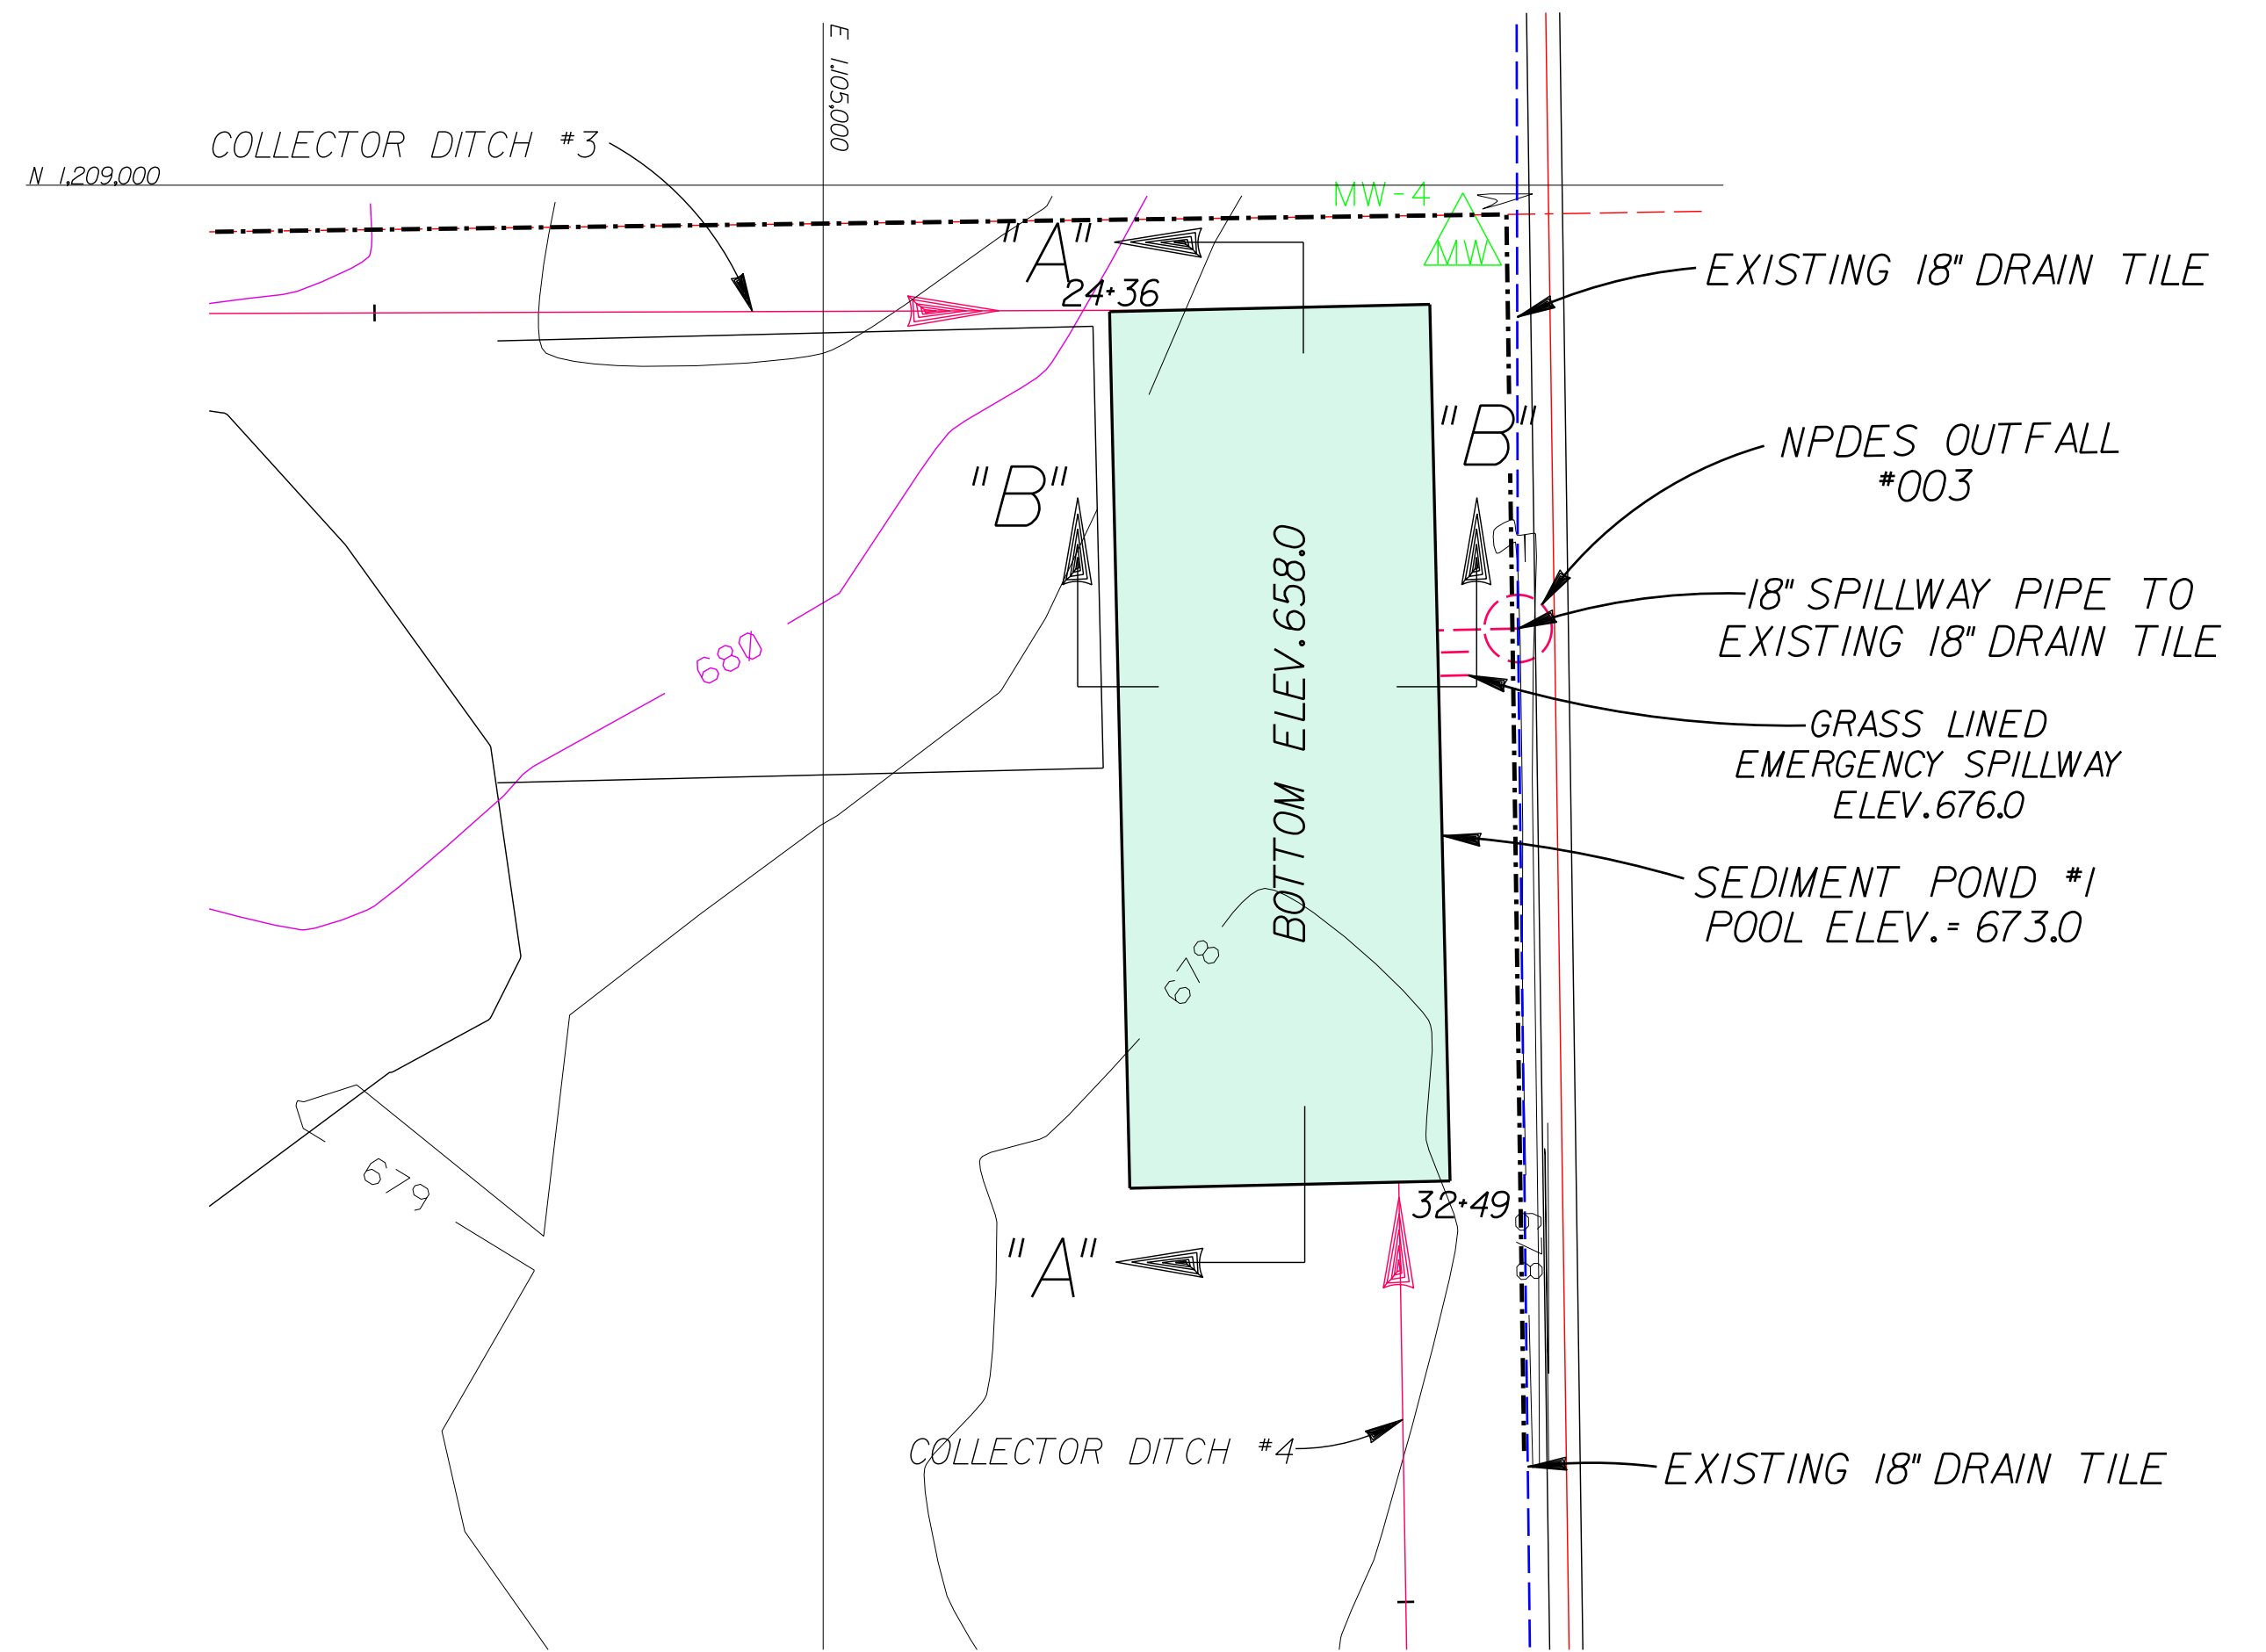 E 1,105,000
COLLECTOR DITCH #3
N 1,209,000
MW-4
MW
"A"
24+36
EXISTING 18" DRAIN TILE
"B"
"B"
NPDES OUTFALL
#003
18" SPILLWAY PIPE TO
EXISTING 18" DRAIN TILE
680
GRASS LINED
EMERGENCY SPILLWAY
ELEV. 676.0
BOTTOM ELEV. 658.0
SEDIMENT POND #1
POOL ELEV. = 673.0
678
679
32+49
678
"A"
COLLECTOR DITCH #4
EXISTING 18" DRAIN TILE